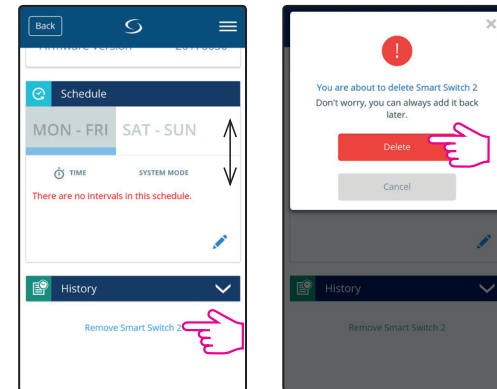 Back
Firmware version 20170630
Schedule
MON - FRI SAT - SUN
TIME SYSTEM MODE
There are no intervals in this schedule.
History
Remove Smart Switch 2
!
You are about to delete Smart Switch 2
Don't worry, you can always add it back
later.
Delete
Cancel
History
Remove Smart Switch 2